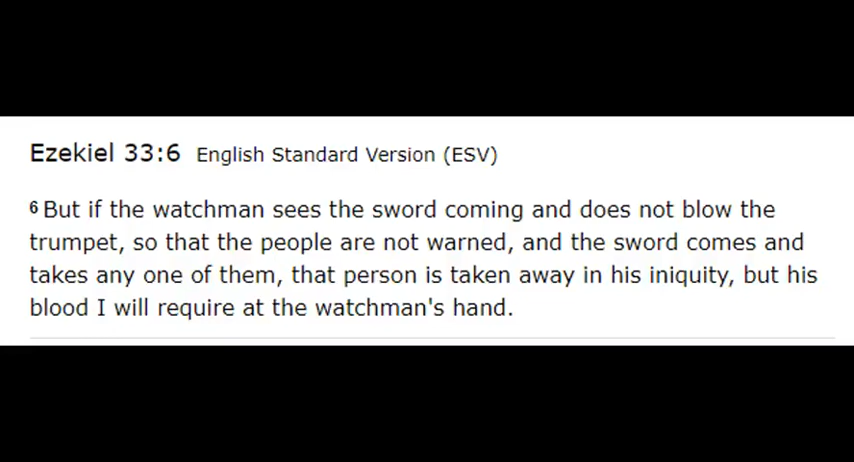 Ezekiel 33:6 English Standard Version (ESV)
6 But if the watchman sees the sword coming and does not blow the
trumpet, so that the people are not warned, and the sword comes and
takes any one of them, that person is taken away in his iniquity, but his
blood I will require at the watchman's hand.